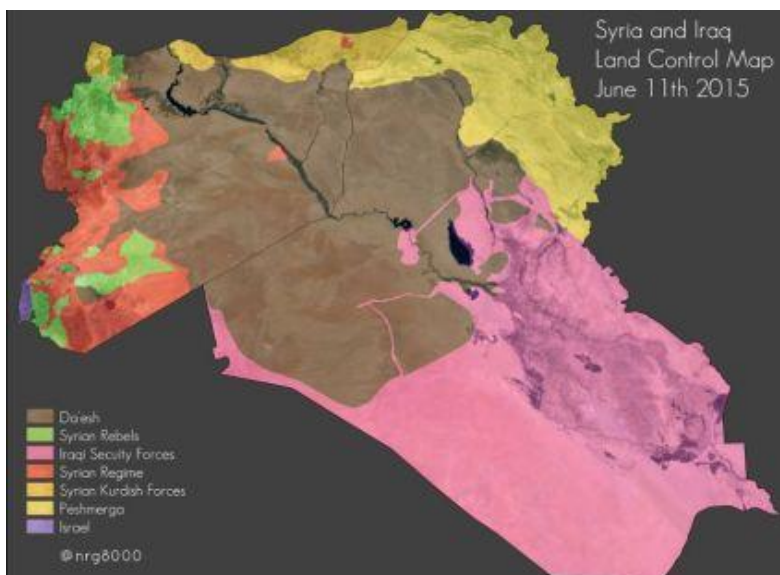 Syria and Iraq
Land Control Map
June 11th 2015
Da'esh
Syrian Rebels
Iraqi Secuity Forces
Syrian Regime
Syrian Kurdish Forces
Peshmerga
Israel
@nrg8000